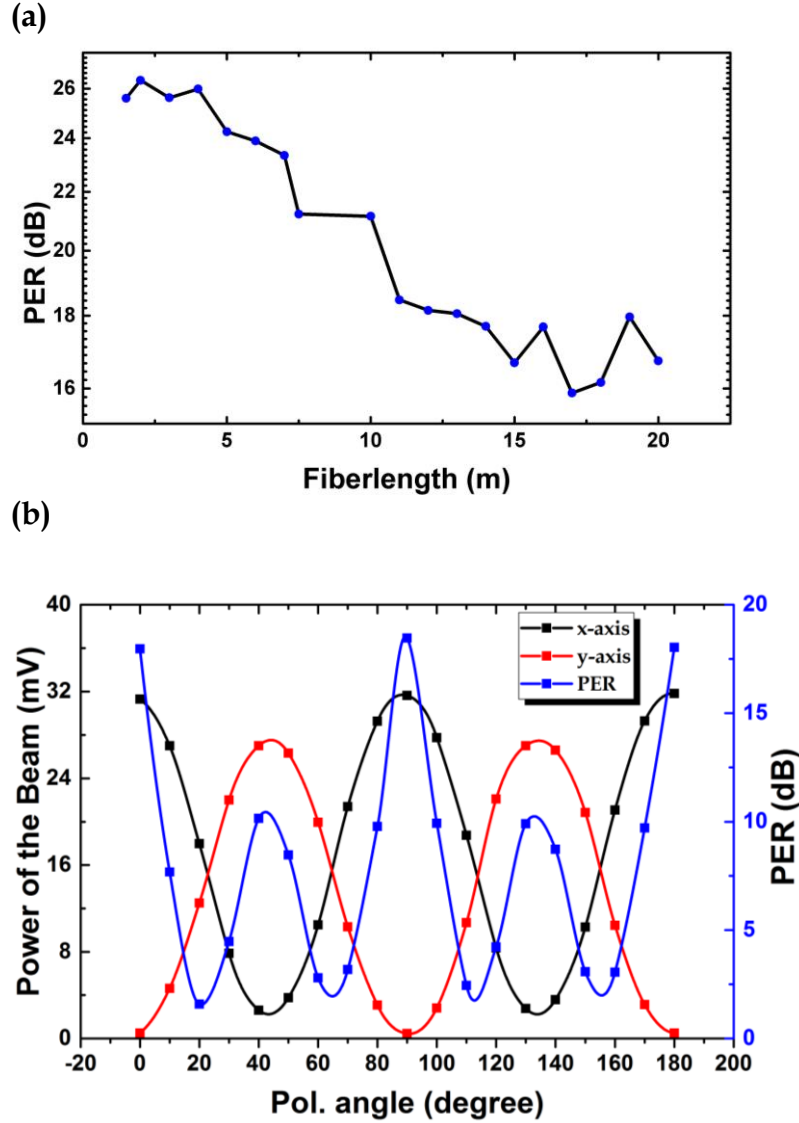 (a)
26
24
22
20
18
16
PER (dB)
0 5 10 15 20
Fiberlength (m)
(b)
40
32
24
16
8
0
Power of the Beam (mV)
x-axis
y-axis
PER
20
15
10
5
0
PER (dB)
-20 0 20 40 60 80 100 120 140 160 180 200
Pol. angle (degree)